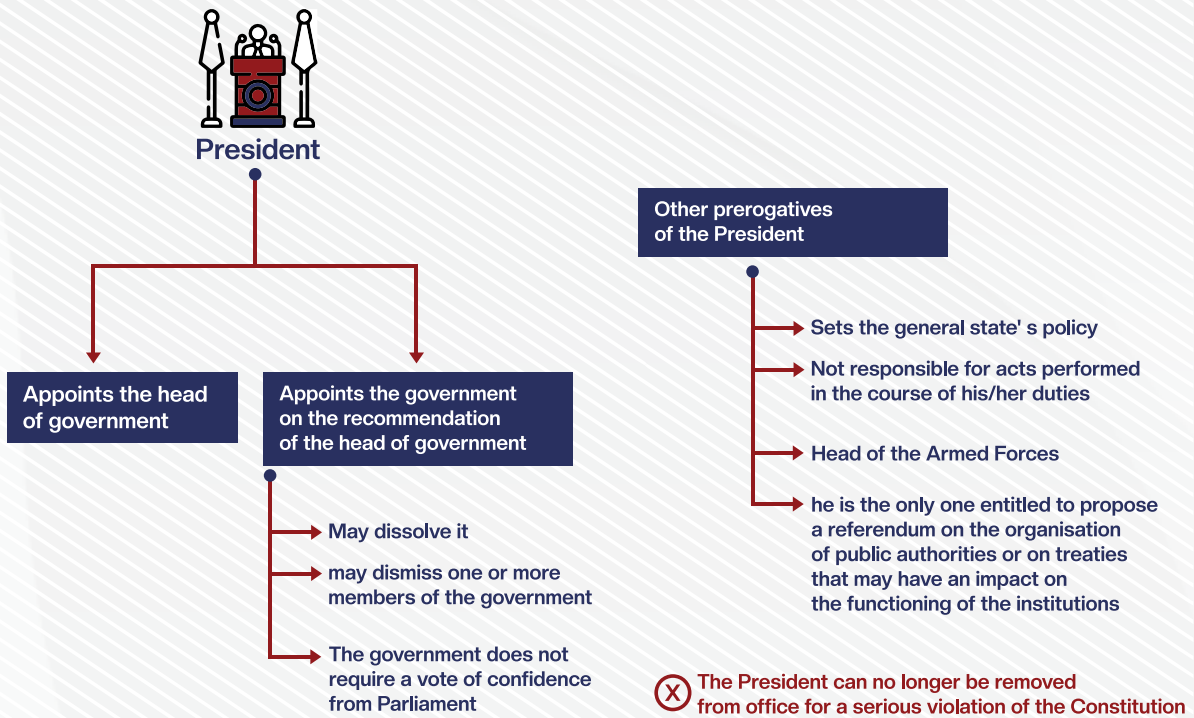 President
Appoints the head
of government
Appoints the government
on the recommendation
of the head of government
May dissolve it
may dismiss one or more
members of the government
The government does not
require a vote of confidence
from Parliament
Other prerogatives
of the President
Sets the general state' s policy
Not responsible for acts performed
in the course of his/her duties
Head of the Armed Forces
he is the only one entitled to propose
a referendum on the organisation
of public authorities or on treaties
that may have an impact on
the functioning of the institutions
X The President can no longer be removed
from office for a serious violation of the Constitution